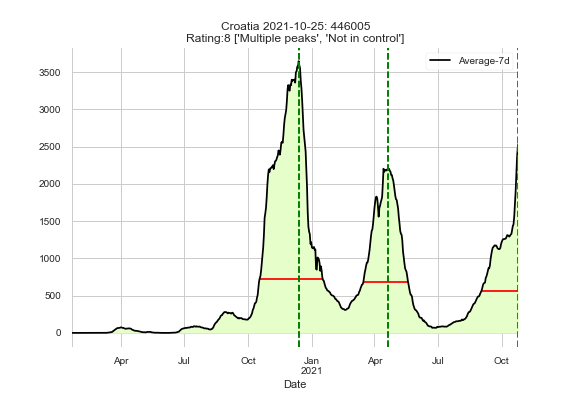 Croatia 2021-10-25: 446005
Rating:8 ['Multiple peaks', 'Not in control']
Average-7d
3500
3000
2500
2000
1500
1000
500
0
Apr Jul Oct Jan Apr Jul Oct
2021
Date